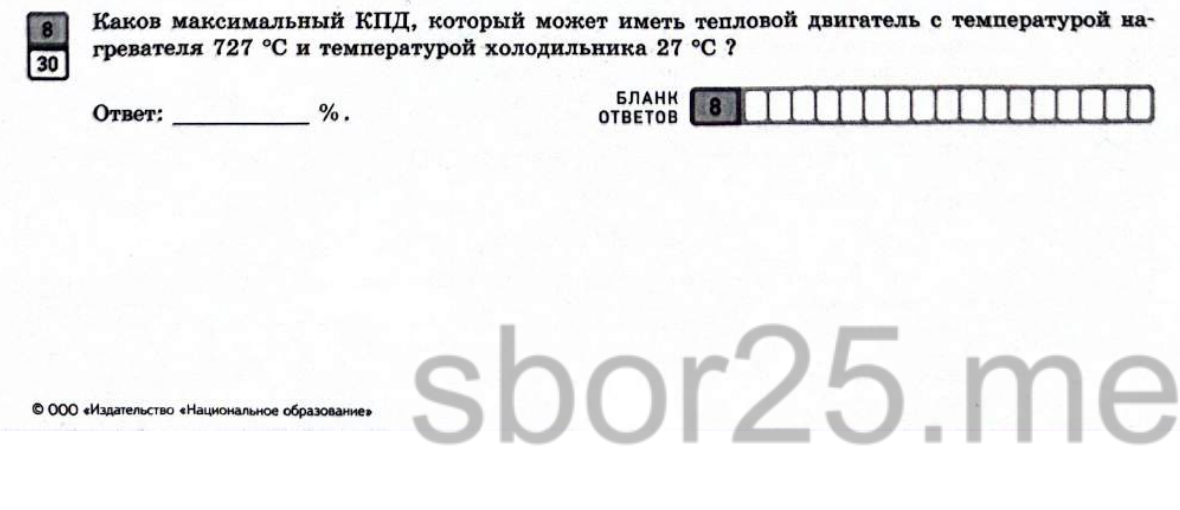 8
30
Каков максимальный КПД, который может иметь тепловой двигатель с температурой на-
гревателя 727 °С и температурой холодильника 27 °С ?
Ответ: ____________ % .
БЛАНК
ОТВЕТОВ
8
sbor25.me
© ООО «Издательство «Национальное образование»